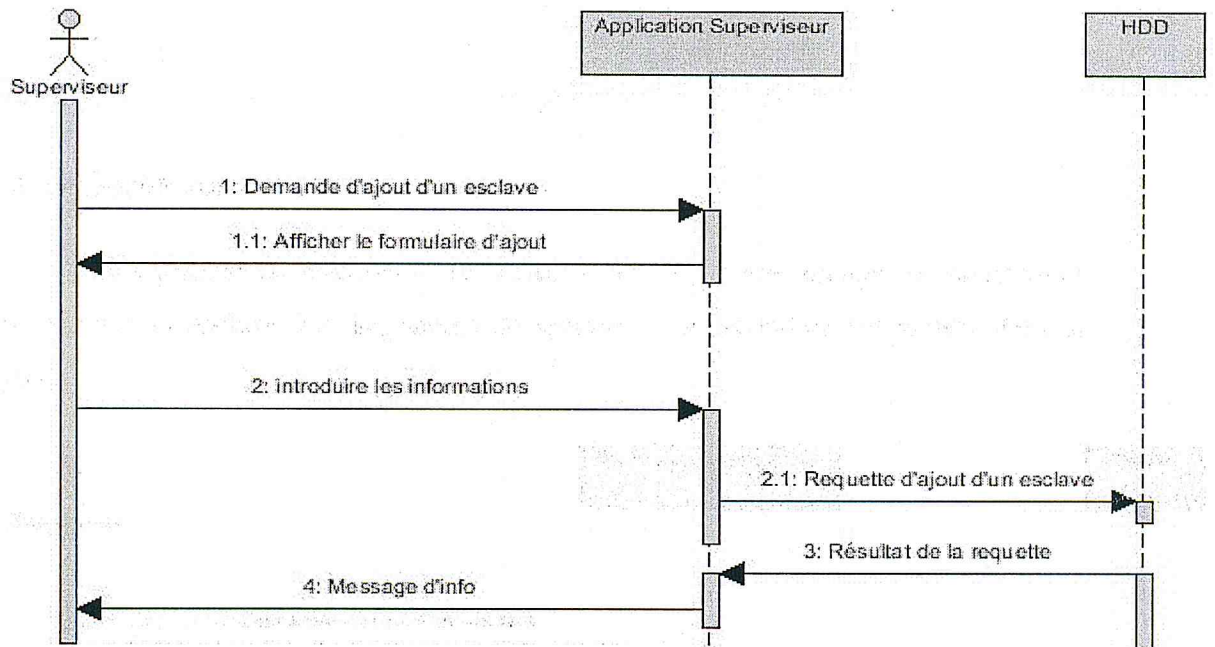 Superviseur
Application Superviseur
HDD
1: Demande d'ajout d'un esclave
1.1: Afficher le formulaire d'ajout
2: introduire les informations
2.1: Requette d'ajout d'un esclave
3: Résultat de la requette
4: Message d'info